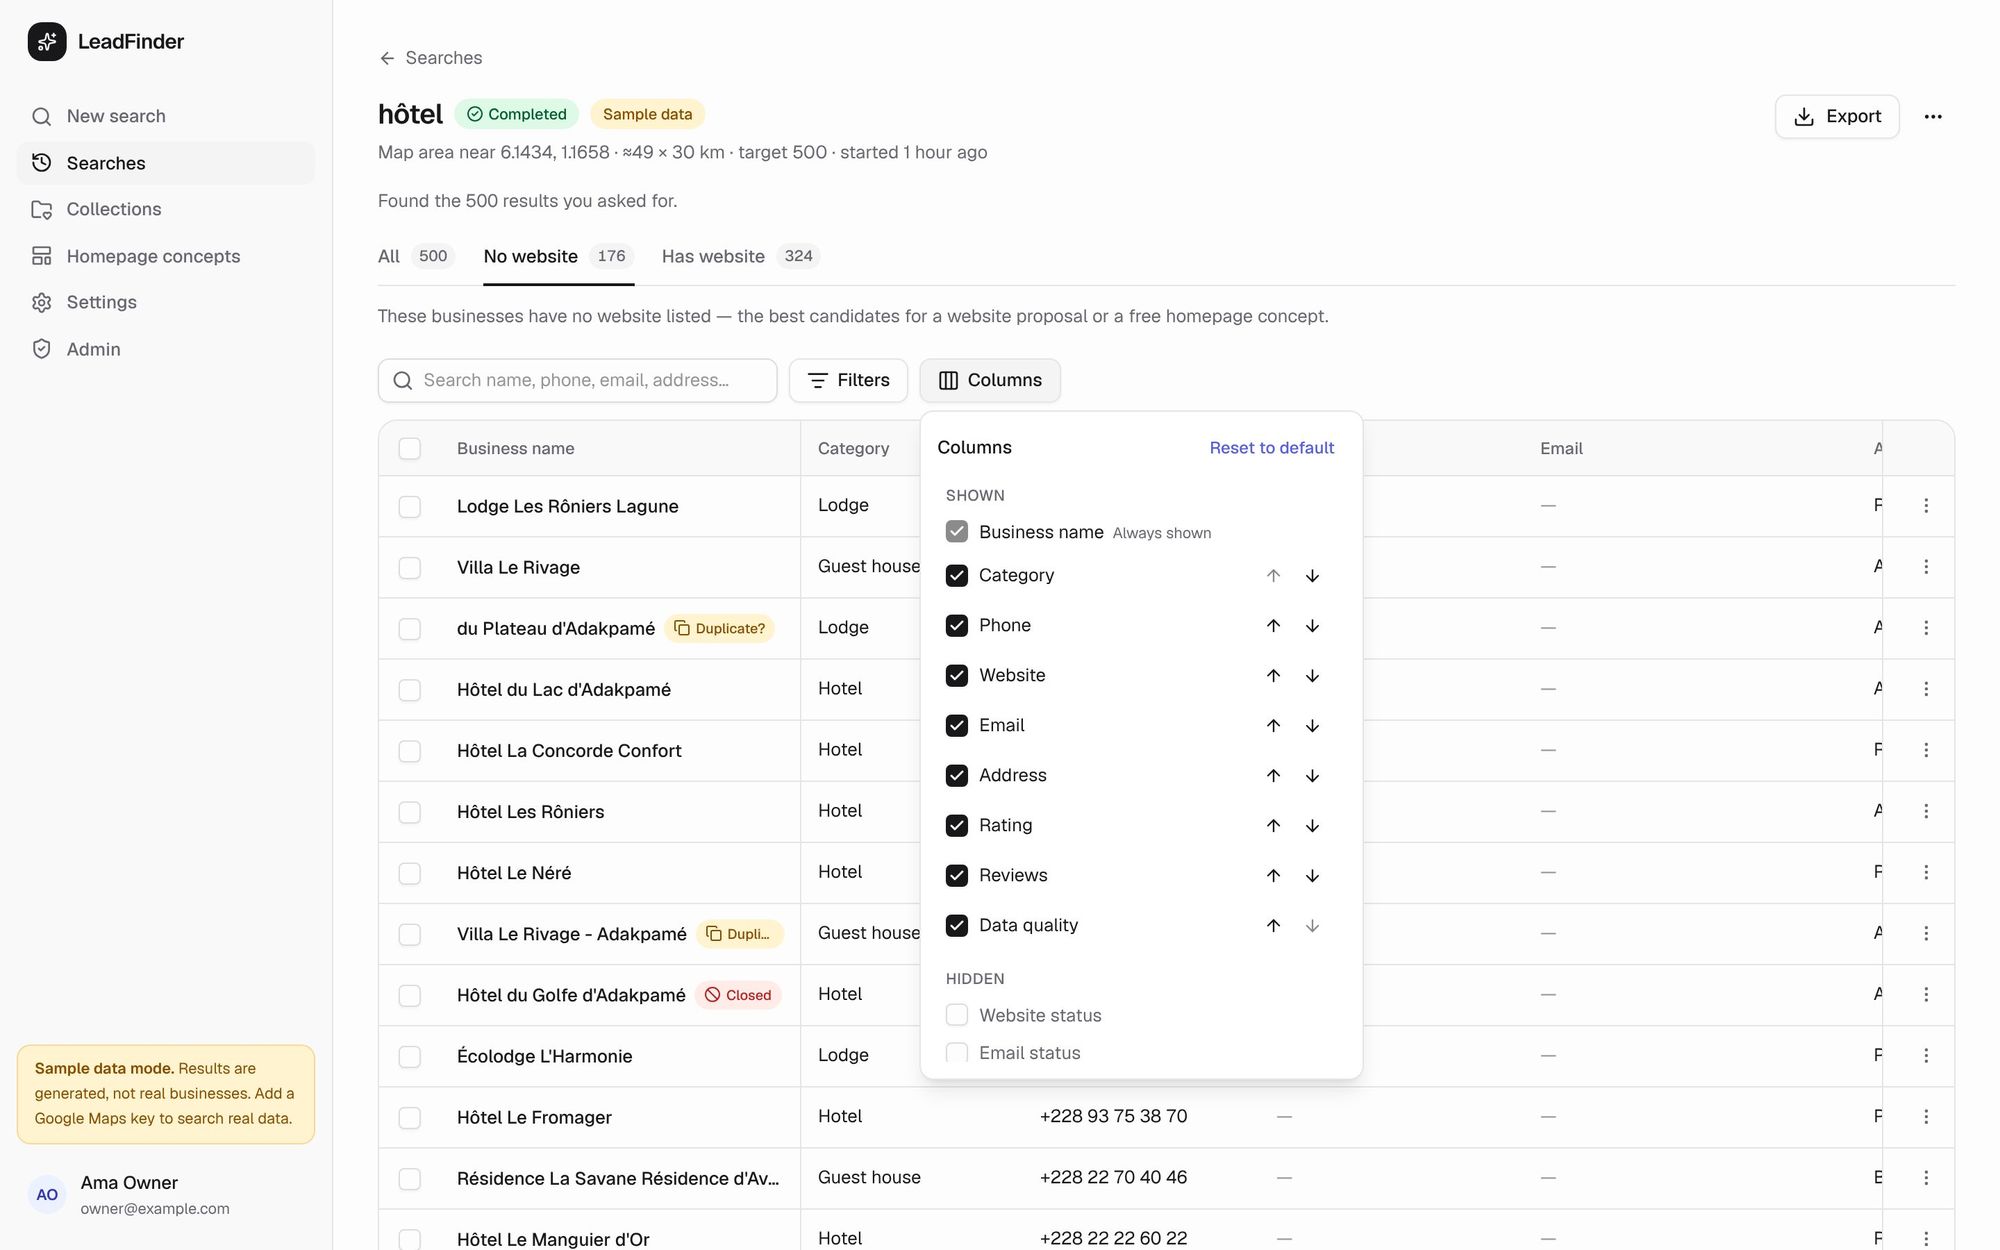 LeadFinder
New search
Searches
Collections
Homepage concepts
Settings
Admin
Sample data mode. Results are
generated, not real businesses. Add a
Google Maps key to search real data.
AO
Ama Owner
owner@example.com
Searches
hôtel
Completed
Sample data
Export
Map area near 6.1434, 1.1658 · ≈49 × 30 km · target 500 · started 1 hour ago
Found the 500 results you asked for.
All 500
No website 176
Has website 324
These businesses have no website listed — the best candidates for a website proposal or a free homepage concept.
Search name, phone, email, address...
Filters
Columns
Business name Category Email A
Lodge Les Rôniers Lagune Lodge —
Villa Le Rivage Guest house — A
du Plateau d'Adakpamé Duplicate? Lodge — A
Hôtel du Lac d'Adakpamé Hotel — A
Hôtel La Concorde Confort Hotel —
Hôtel Les Rôniers Hotel — A
Hôtel Le Néré Hotel —
Villa Le Rivage - Adakpamé Dupli... Guest house — A
Hôtel du Golfe d'Adakpamé Closed Hotel — A
Écolodge L'Harmonie Lodge —
Hôtel Le Fromager Hotel +228 93 75 38 70 — —
Résidence La Savane Résidence d'Av... Guest house +228 22 70 40 46 — —
Hôtel Le Manguier d'Or Hotel +228 22 22 60 22 — —
Columns
Reset to default
SHOWN
Business name Always shown
Category
Phone
Website
Email
Address
Rating
Reviews
Data quality
HIDDEN
Website status
Email status